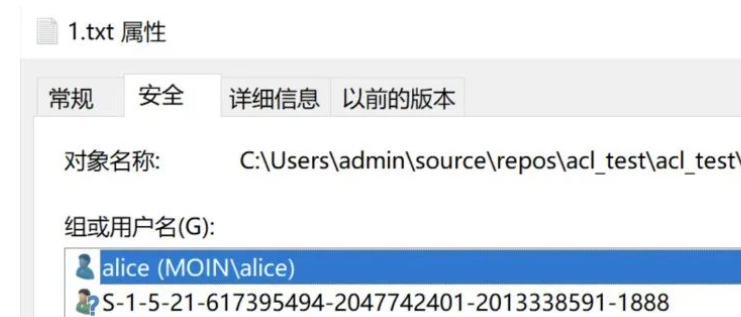 1.txt 属性
常规 安全 详细信息 以前的版本
对象名称: C:\Users\admin\source\repos\acl_test\acl_test\
组或用户名(G):
alice (MOIN\alice)
S-1-5-21-617395494-2047742401-2013338591-1888